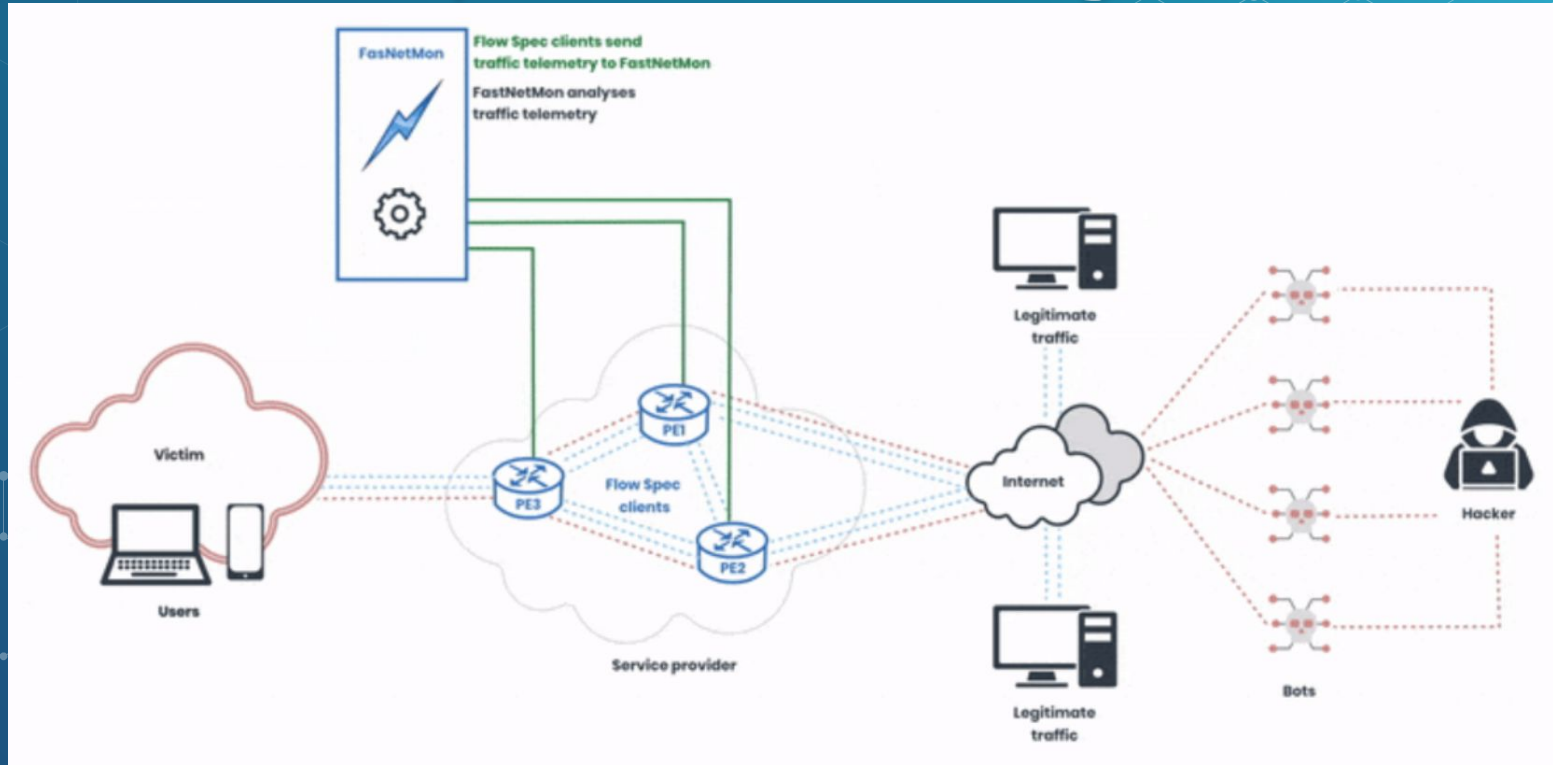 FasNetMon
Flow Spec clients send
traffic telemetry to FastNetMon
FastNetMon analyses
traffic telemetry
Legitimate
traffic
Victim
PE1
Flow Spec
clients
PE3
PE2
Internet
Hacker
Users
Service provider
Bots
Legitimate
traffic